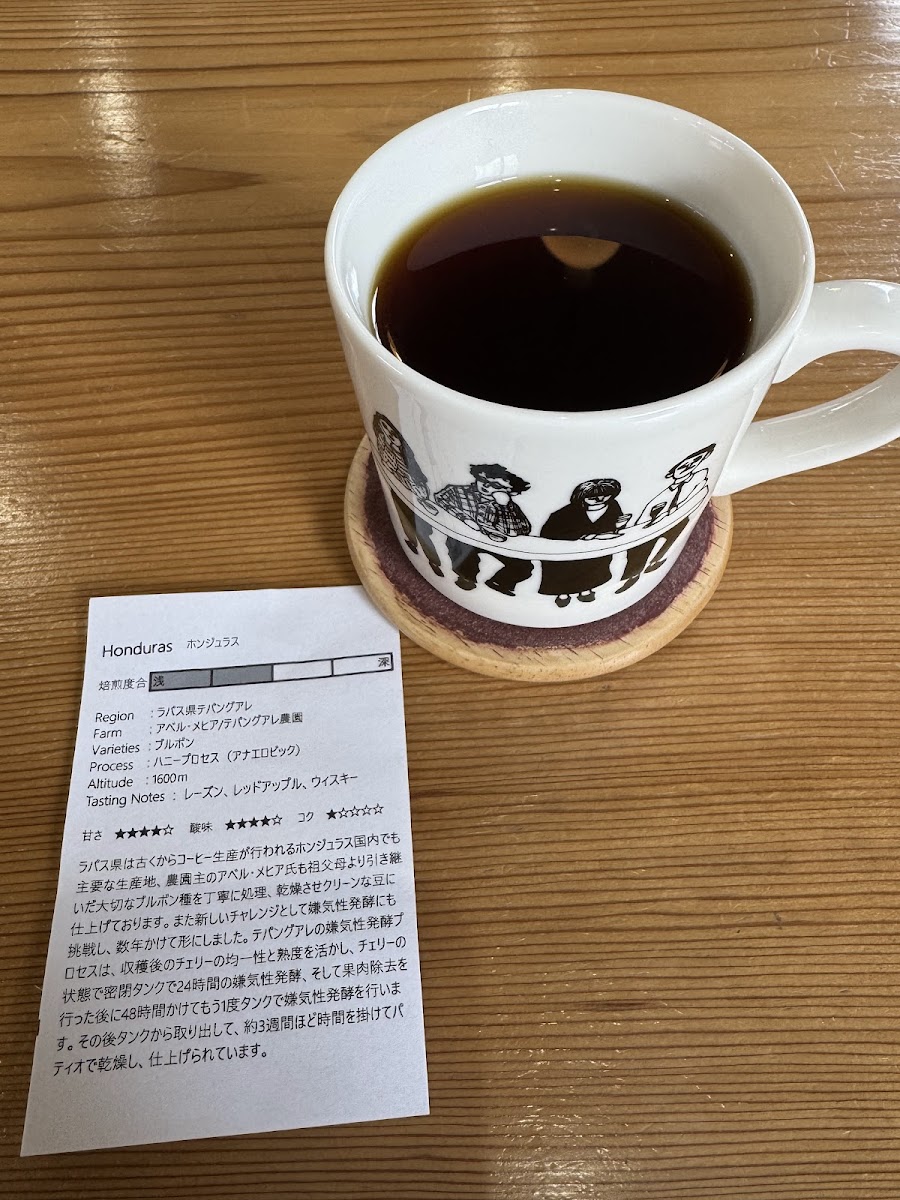 Honduras ホンジュラス
焙煎度合 浅 深
Region : ラパス県テパングアレ
Farm : アベル・メヒア/テパングアレ農園
Varieties : ブルボン
Process : ハニープロセス (アナエロビック)
Altitude : 1600m
Tasting Notes : レーズン、レッドアップル、ウィスキー
甘さ ★★★★☆ 酸味 ★★★★☆ コク ★☆☆☆☆
ラパス県は古くからコーヒー生産が行われるホンジュラス国内でも
主要な生産地、農園主のアベル・メヒア氏も祖父母より引き継
いだ大切なブルボン種を丁寧に処理、乾燥させクリーンな豆に
仕上げております。また新しいチャレンジとして嫌気性発酵にも
挑戦し、数年かけて形にしました。テパングアレの嫌気性発酵プ
ロセスは、収穫後のチェリーの均一性と熟度を活かし、チェリーの
状態で密閉タンクで24時間の嫌気性発酵、そして果肉除去を
行った後に48時間かけてもう1度タンクで嫌気性発酵を行いま
す。その後タンクから取り出して、約3週間ほど時間を掛けてパ
ティオで乾燥し、仕上げられています。